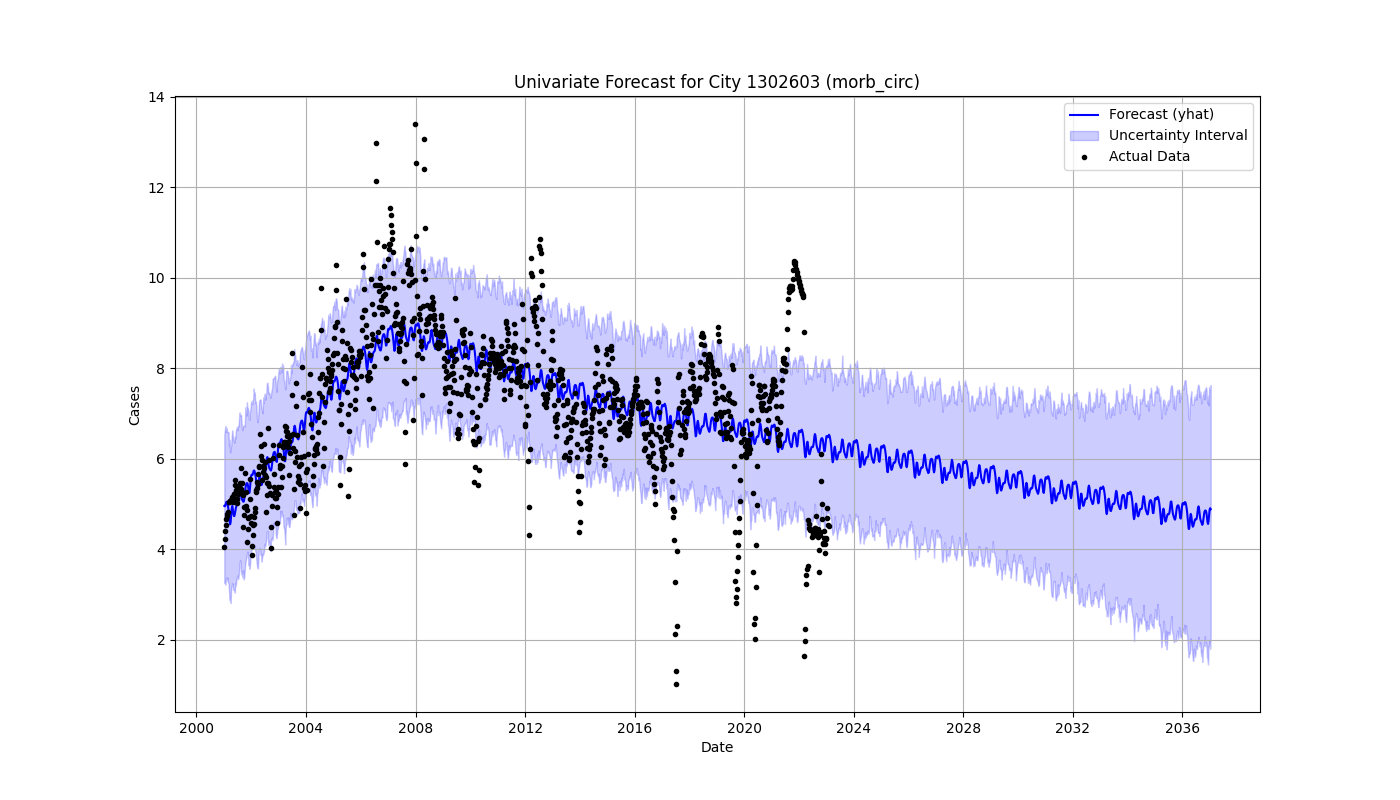 Univariate Forecast for City 1302603 (morb_circ)
Forecast (yhat)
Uncertainty Interval
Actual Data
Cases
14
12
10
8
6
4
2
2000 2004 2008 2012 2016 2020 2024 2028 2032 2036
Date